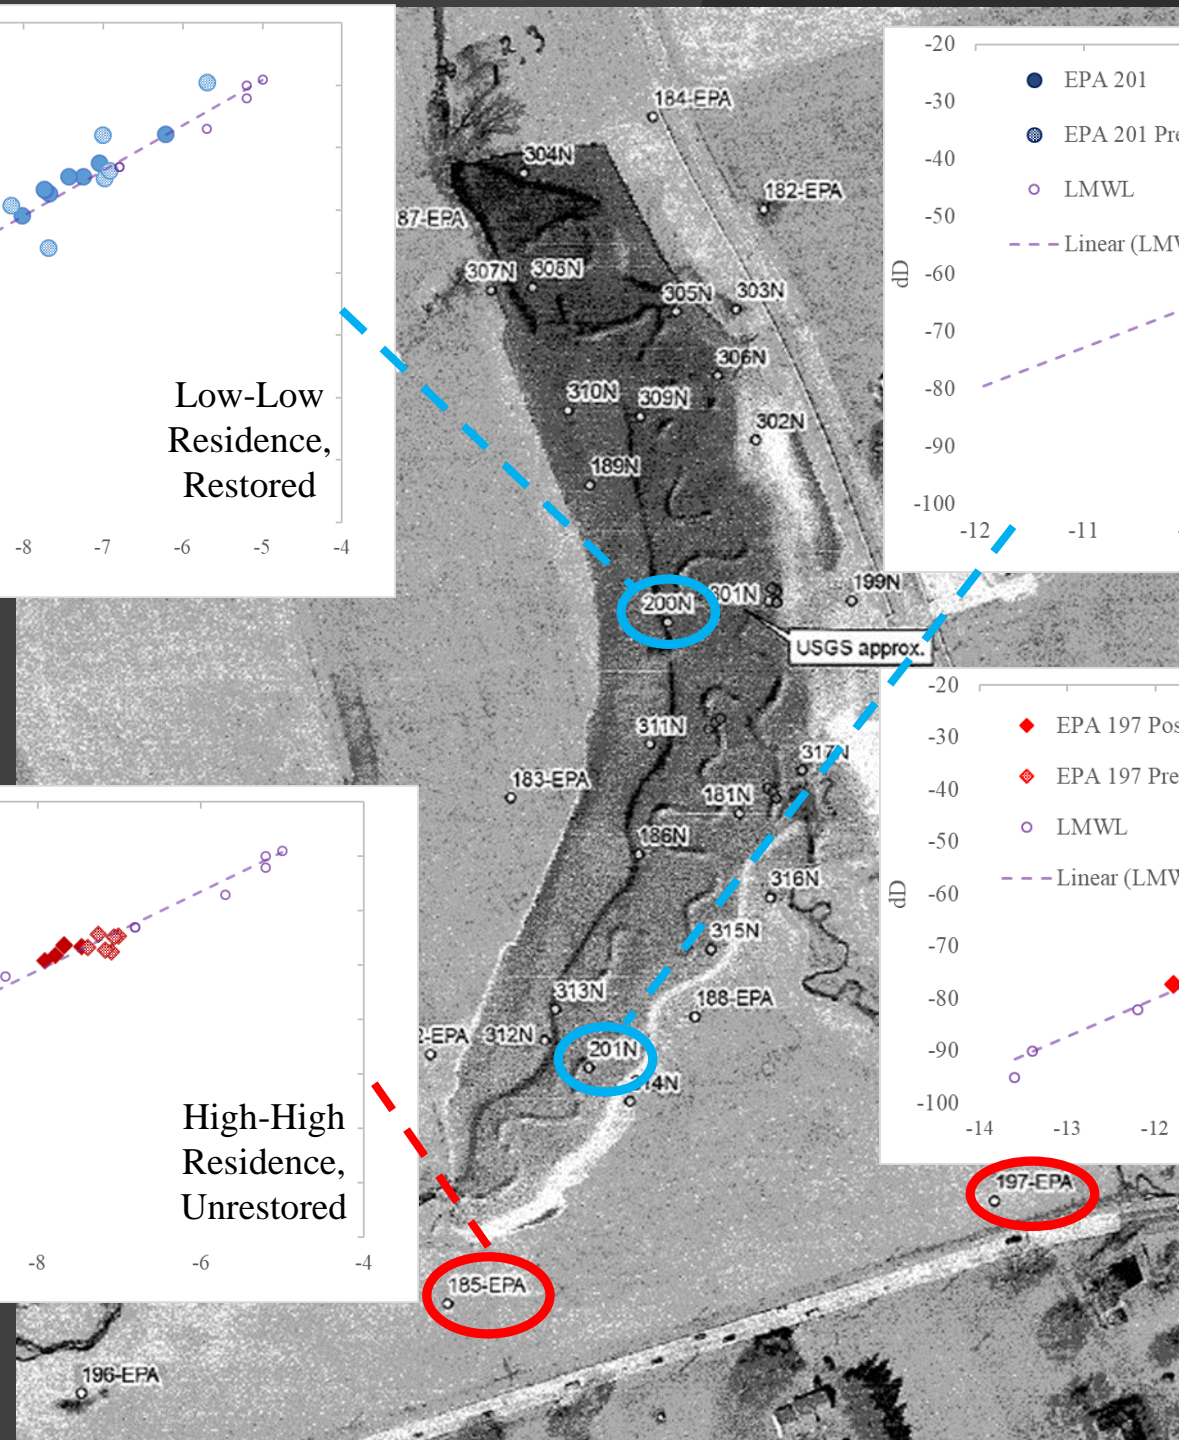 Low-Low
Residence,
Restored
-8
-7
-6
-5
-4
184-EPA
304N
182-EPA
87-EPA
307N
308N
305N
303N
306N
310N
309N
302N
189N
199N
301N
200N
USGS approx.
311N
317N
183-EPA
181N
186N
316N
315N
313N
188-EPA
2-EPA
312N
201N
314N
197-EPA
185-EPA
196-EPA
-20
-30
-40
-50
-60
-70
-80
-90
-100
dD
EPA 201
EPA 201 Pre
LMWL
Linear (LMW
-12
-11
-20
-30
-40
-50
-60
-70
-80
-90
-100
dD
EPA 197 Pos
EPA 197 Pre
LMWL
Linear (LMW
-14
-13
-12
High-High
Residence,
Unrestored
-8
-6
-4